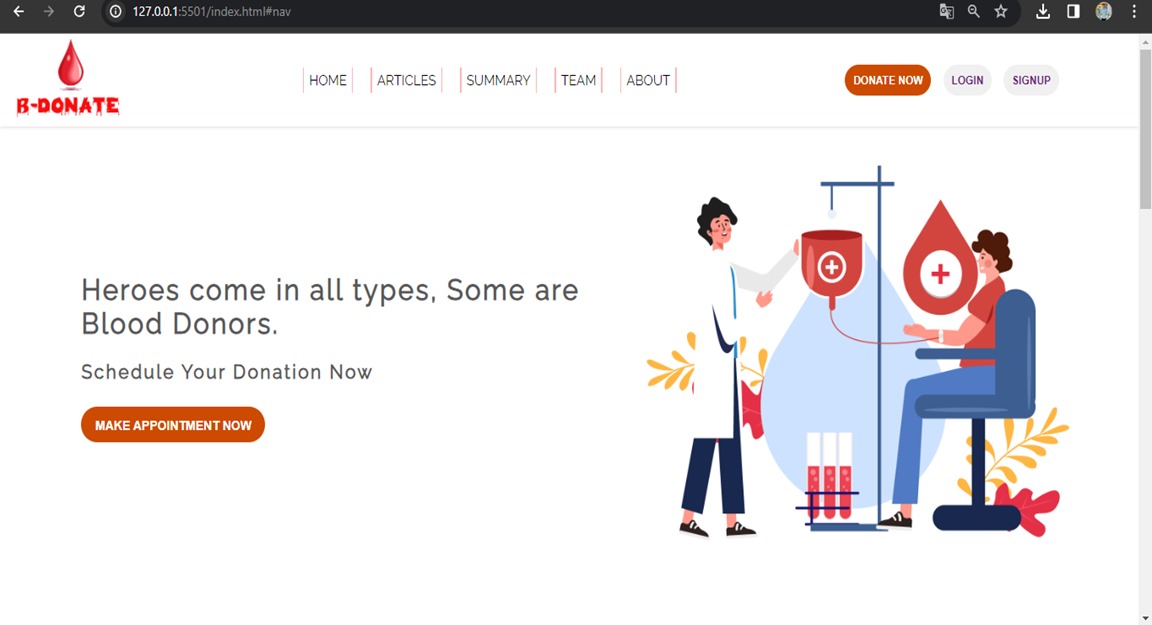 127.0.0.1:5501/index.html#nav
B-DONATE
HOME
ARTICLES
SUMMARY
TEAM
ABOUT
DONATE NOW
LOGIN
SIGNUP
Heroes come in all types, Some are
Blood Donors.
Schedule Your Donation Now
MAKE APPOINTMENT NOW